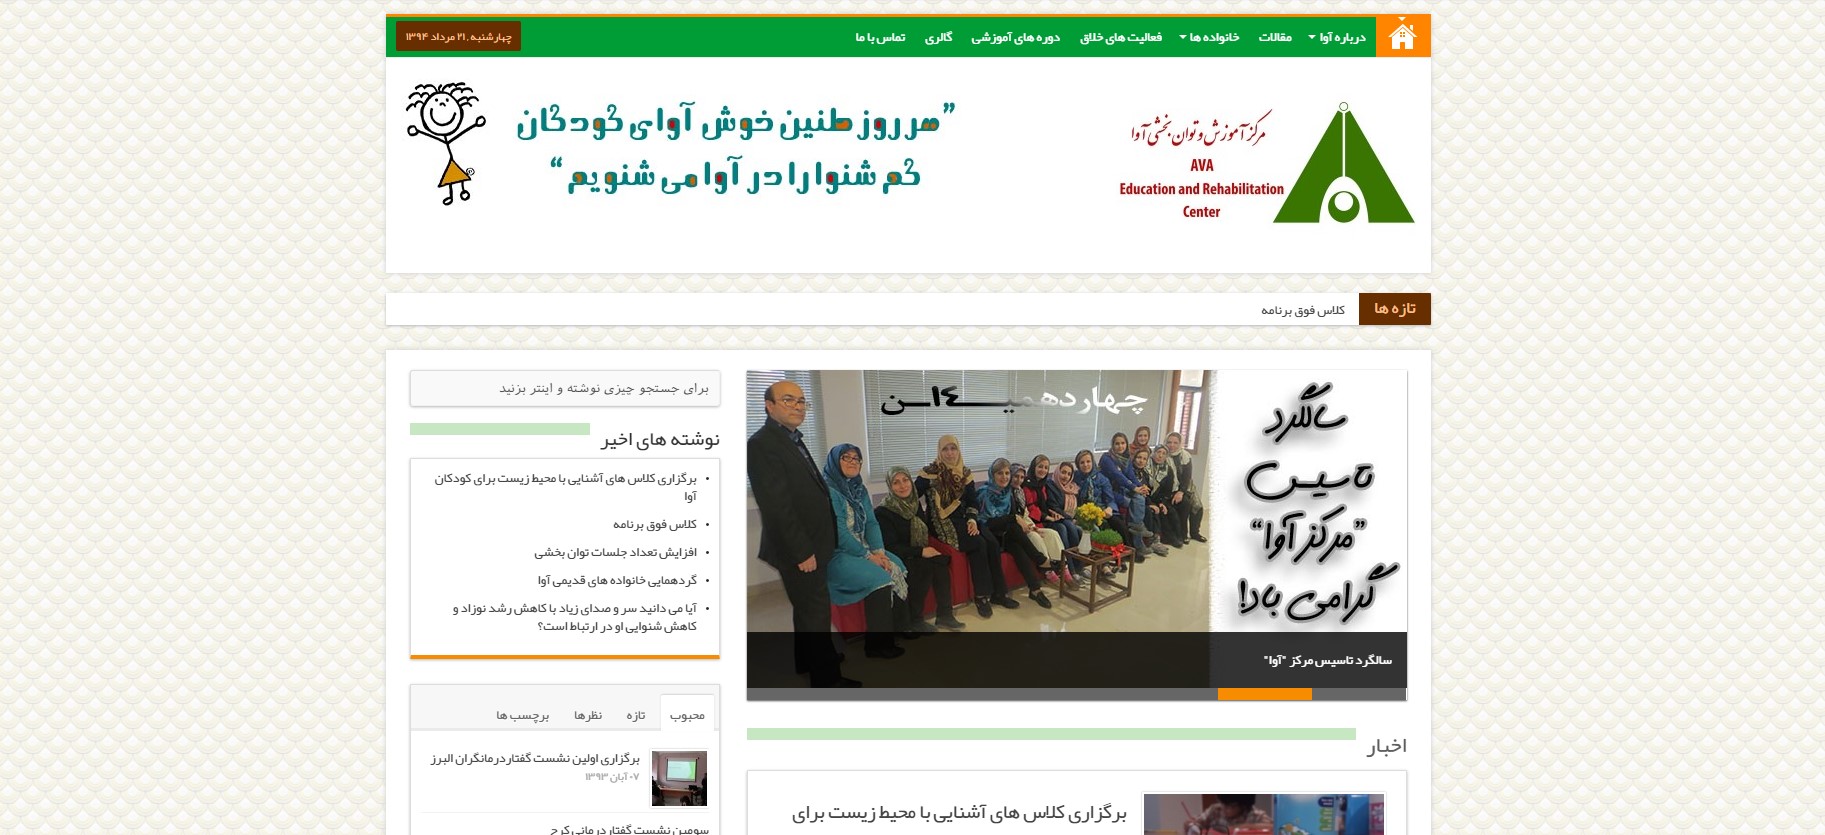 درباره آوا
مقالات
خانواده ها
فعالیت های خلاق
دوره های آموزشی
گالری
تماس با ما
چهارشنبه , ۲۱ مرداد ۱۳۹۴
مرکز آموزش و توان بخشی آوا
AVA
Education and Rehabilitation
Center
”هر روز طنین خوش آوای کودکان
کم شنوا را در آوا می شنویم“
تازه ها
کلاس فوق برنامه
چهاردهمیــــ۱۴ــن
سالگرد
تاسیس
”مرکز آوا“
گرامی باد!
سالگرد تاسیس مرکز "آوا"
اخبار
برگزاری کلاس های آشنایی با محیط زیست برای
برای جستجو چیزی نوشته و اینتر بزنید
نوشته های اخیر
برگزاری کلاس های آشنایی با محیط زیست برای کودکان
آوا
کلاس فوق برنامه
افزایش تعداد جلسات توان بخشی
گردهمایی خانواده های قدیمی آوا
آیا می دانید سر و صدای زیاد با کاهش رشد نوزاد و
کاهش شنوایی او در ارتباط است؟
محبوب
تازه
نظرها
برچسب ها
برگزاری اولین نشست گفتاردرمانگران البرز
۰۷ آبان ۱۳۹۳
سومین نشست گفتاردرمانی کرج